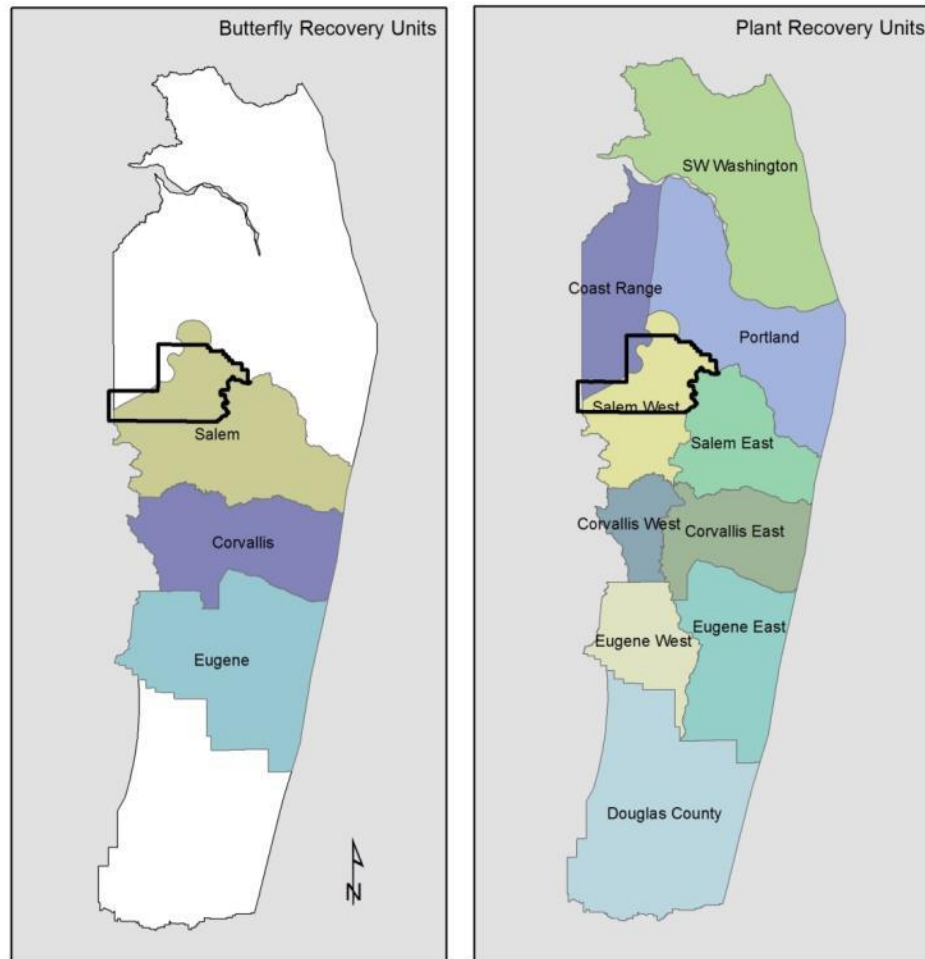 Butterfly Recovery Units
Salem
Corvallis
Eugene
N
Plant Recovery Units
SW Washington
Coast Range
Portland
Salem West
Salem East
Corvallis West
Corvallis East
Eugene West
Eugene East
Douglas County